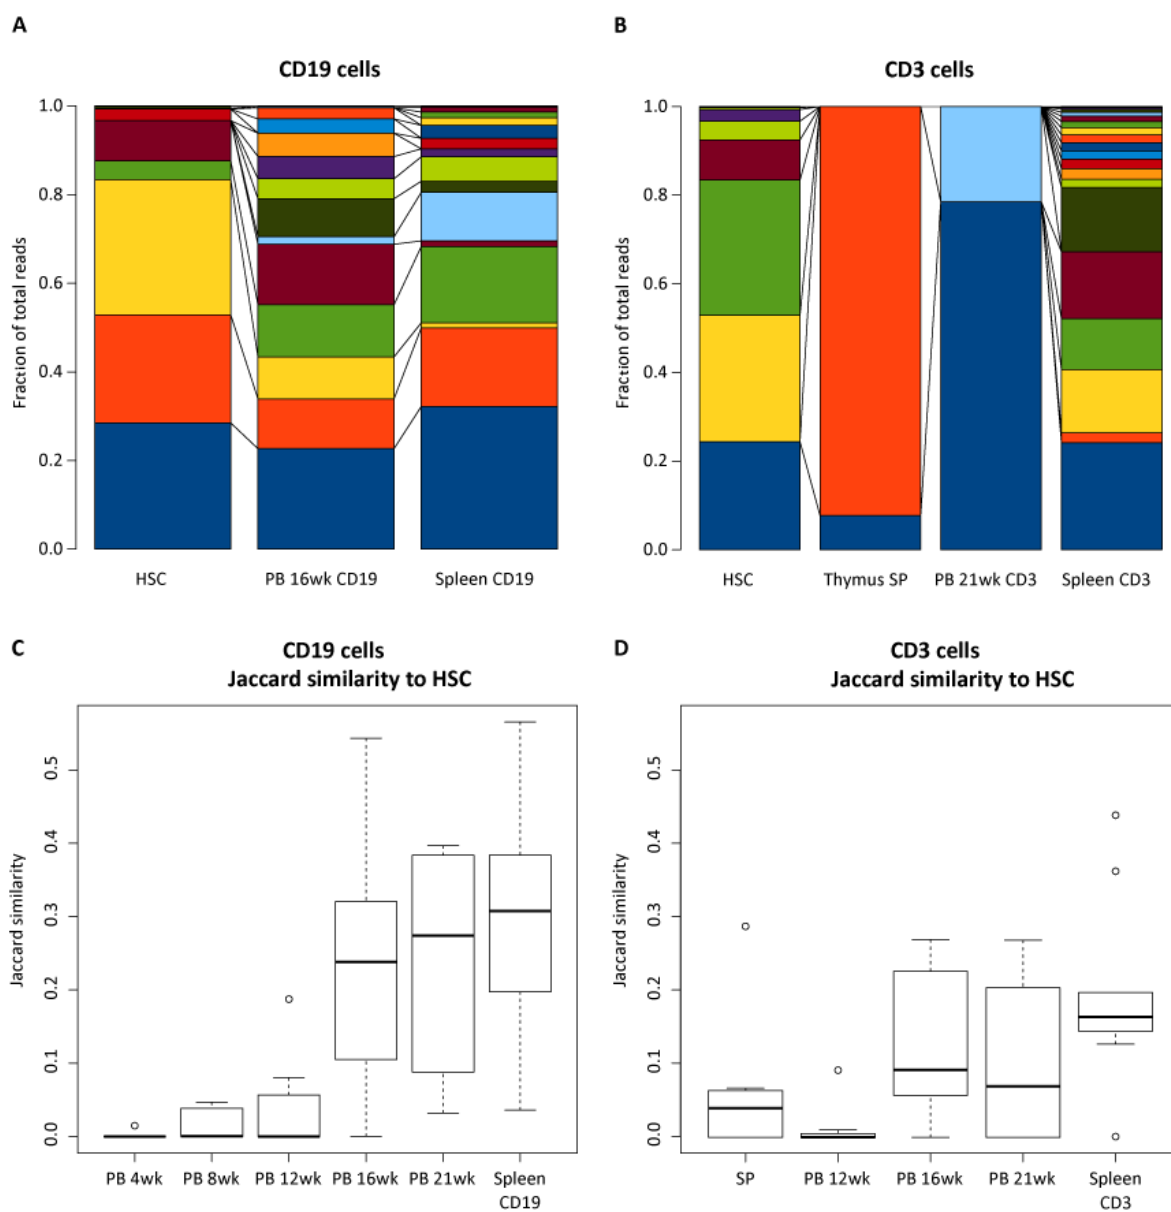 A
CD19 cells
Fraction of total reads
1.0
0.8
0.6
0.4
0.2
0.0
HSC
PB 16wk CD19
Spleen CD19
B
CD3 cells
Fraction of total reads
1.0
0.8
0.6
0.4
0.2
0.0
HSC
Thymus SP
PB 21wk CD3
Spleen CD3
C
CD19 cells
Jaccard similarity to HSC
Jaccard similarity
0.5
0.4
0.3
0.2
0.1
0.0
PB 4wk
PB 8wk
PB 12wk
PB 16wk
PB 21wk
Spleen
CD19
D
CD3 cells
Jaccard similarity to HSC
Jaccard similarity
0.5
0.4
0.3
0.2
0.1
0.0
SP
PB 12wk
PB 16wk
PB 21wk
Spleen
CD3